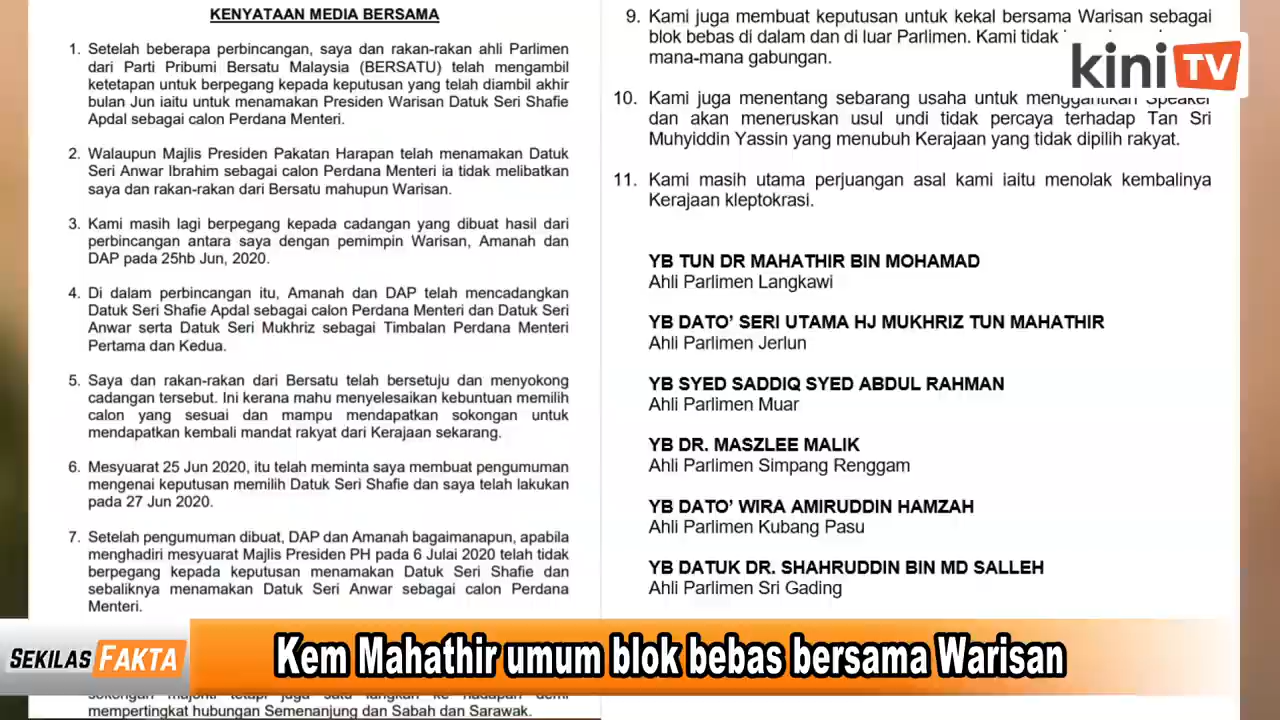 KENYATAAN MEDIA BERSAMA
1. Setelah beberapa perbincangan, saya dan rakan-rakan ahli Parlimen
dari Parti Pribumi Bersatu Malaysia (BERSATU) telah mengambil
ketetapan untuk berpegang kepada keputusan yang telah diambil akhir
bulan Jun iaitu untuk menamakan Presiden Warisan Datuk Seri Shafie
Apdal sebagai calon Perdana Menteri.
2. Walaupun Majlis Presiden Pakatan Harapan telah menamakan Datuk
Seri Anwar Ibrahim sebagai calon Perdana Menteri ia tidak melibatkan
saya dan rakan-rakan dari Bersatu mahupun Warisan.
3. Kami masih lagi berpegang kepada cadangan yang dibuat hasil dari
perbincangan antara saya dengan pemimpin Warisan, Amanah dan
DAP pada 25hb Jun, 2020.
4. Di dalam perbincangan itu, Amanah dan DAP telah mencadangkan
Datuk Seri Shafie Apdal sebagai calon Perdana Menteri dan Datuk Seri
Anwar serta Datuk Seri Mukhriz sebagai Timbalan Perdana Menteri
Pertama dan Kedua.
5. Saya dan rakan-rakan dari Bersatu telah bersetuju dan menyokong
cadangan tersebut. Ini kerana mahu menyelesaikan kebuntuan memilih
calon yang sesuai dan mampu mendapatkan sokongan untuk
mendapatkan kembali mandat rakyat dari Kerajaan sekarang.
6. Mesyuarat 25 Jun 2020, itu telah meminta saya membuat pengumuman
mengenai keputusan memilih Datuk Seri Shafie dan saya telah lakukan
pada 27 Jun 2020.
7. Setelah pengumuman dibuat, DAP dan Amanah bagaimanapun, apabila
menghadiri mesyuarat Majlis Presiden PH pada 6 Julai 2020 telah tidak
berpegang kepada keputusan menamakan Datuk Seri Shafie dan
sebaliknya menamakan Datuk Seri Anwar sebagai calon Perdana
Menteri.
sokongan majoriti tetapi juga satu langkah ke hadapan demi
mempertingkat hubungan Semenanjung dan Sabah dan Sarawak.
9. Kami juga membuat keputusan untuk kekal bersama Warisan sebagai
blok bebas di dalam dan di luar Parlimen. Kami tidak
mana-mana gabungan.
10. Kami juga menentang sebarang usaha untuk menggantikan Speaker
dan akan meneruskan usul undi tidak percaya terhadap Tan Sri
Muhyiddin Yassin yang menubuh Kerajaan yang tidak dipilih rakyat.
11. Kami masih utama perjuangan asal kami iaitu menolak kembalinya
Kerajaan kleptokrasi.
YB TUN DR MAHATHIR BIN MOHAMAD
Ahli Parlimen Langkawi
YB DATO' SERI UTAMA HJ MUKHRIZ TUN MAHATHIR
Ahli Parlimen Jerlun
YB SYED SADDIQ SYED ABDUL RAHMAN
Ahli Parlimen Muar
YB DR. MASZLEE MALIK
Ahli Parlimen Simpang Renggam
YB DATO' WIRA AMIRUDDIN HAMZAH
Ahli Parlimen Kubang Pasu
YB DATUK DR. SHAHRUDDIN BIN MD SALLEH
Ahli Parlimen Sri Gading
kini TV
SEKILAS FAKTA
Kem Mahathir umum blok bebas bersama Warisan